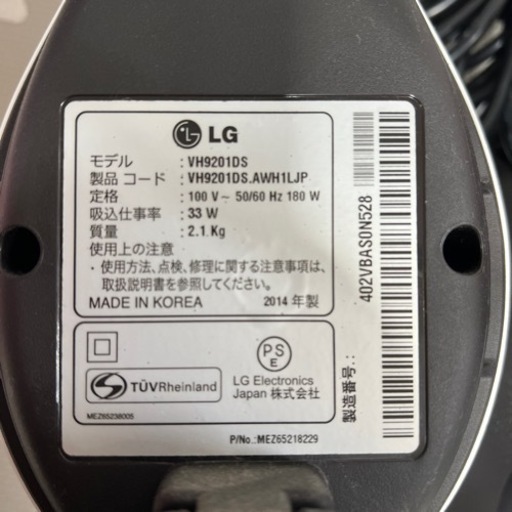 LG
モデル : VH9201DS
製品 コード : VH9201DS.AWH1LJP
定格 : 100 V~ 50/60 Hz 180 W
吸込仕事率 : 33 W
質量 : 2.1 Kg
使用上の注意
・使用方法、点検、修理に関する注意事項は、
取扱説明書を参照してください。
MADE IN KOREA 2014 年製
TÜVRheinland
MEZ65238005
PS
E
LG Electronics
Japan 株式会社
P/No.: MEZ65218229
製造番号.:
402VBAS0N528